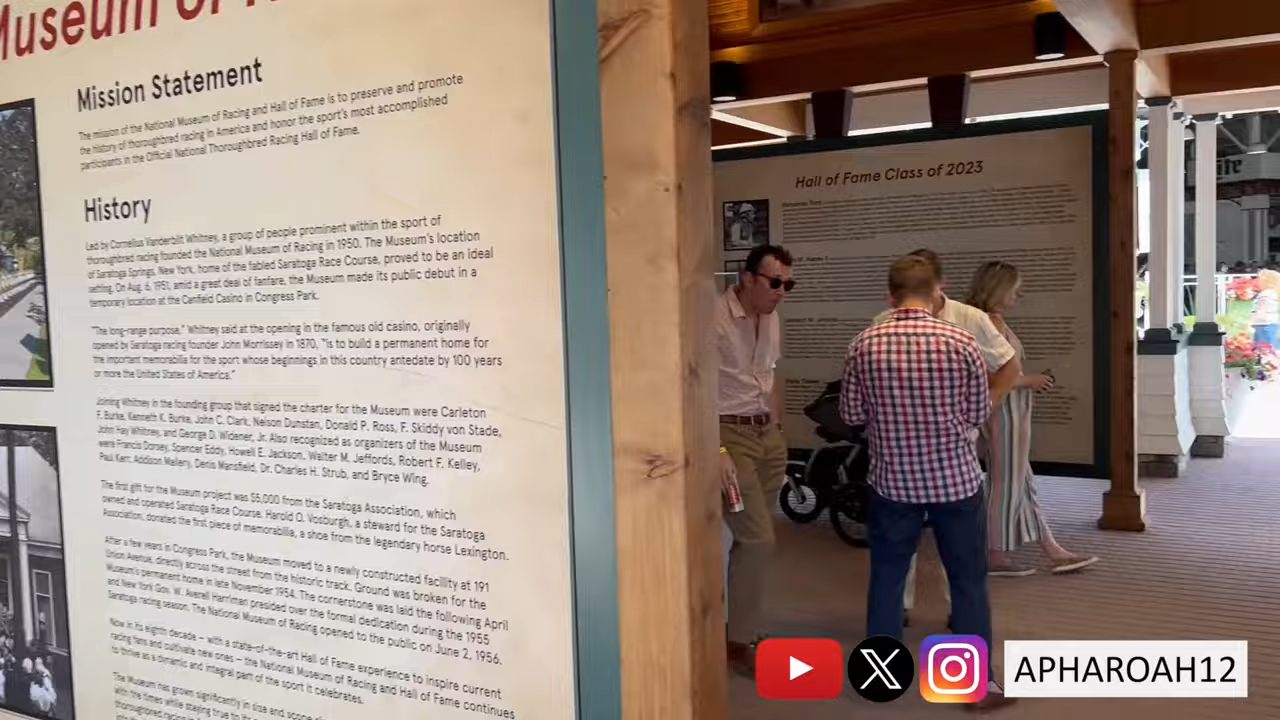 Museum of
Mission Statement
The mission of the National Museum of Racing and Hall of Fame is to preserve and promote
the history of thoroughbred racing in America and honor the sport's most accomplished
participants in the Official National Thoroughbred Racing Hall of Fame.
History
Led by Cornelius Vanderbilt Whitney, a group of people prominent within the sport of
thoroughbred racing founded the National Museum of Racing in 1950. The Museum's location
of Saratoga Springs, New York, home of the fabled Saratoga Race Course, proved to be an ideal
setting. On Aug. 6, 1951, amid a great deal of fanfare, the Museum made its public debut in a
temporary location at the Canfield Casino in Congress Park.
"The long-range purpose," Whitney said at the opening in the famous old casino, originally
opened by Saratoga racing founder John Morrissey in 1870, "is to build a permanent home for
the important memorabilia for the sport whose beginnings in this country antedate by 100 years
or more the United States of America."
Joining Whitney in the founding group that signed the charter for the Museum were Carleton
F. Burke, Kenneth K. Burke, John C. Clark, Nelson Dunstan, Donald P. Ross, F. Skiddy von Stade,
John Hay Whitney, and George D. Widener, Jr. Also recognized as organizers of the Museum
were Francis Dorsey, Spencer Eddy, Howell E. Jackson, Walter M. Jeffords, Robert F. Kelley,
Paul Kerr, Addison Mallery, Denis Mansfield, Dr. Charles H. Strub, and Bryce Wing.
The first gift for the Museum project was $5,000 from the Saratoga Association, which
owned and operated Saratoga Race Course. Harold O. Vosburgh, a steward for the Saratoga
Association, donated the first piece of memorabilia, a shoe from the legendary horse Lexington.
After a few years in Congress Park, the Museum moved to a newly constructed facility at 191
Union Avenue, directly across the street from the historic track. Ground was broken for the
Museum's permanent home in late November 1954. The cornerstone was laid the following April
and New York Gov. W. Averell Harriman presided over the formal dedication during the 1955
Saratoga racing season. The National Museum of Racing opened to the public on June 2, 1956.
Now in its eighth decade — with a state-of-the-art Hall of Fame experience to inspire current
racing fans and cultivate new ones — the National Museum of Racing and Hall of Fame continues
to thrive as a dynamic and integral part of the sport it celebrates.
The Museum has grown significantly in size and scope
with the times while staying true to its
thoroughbred racing in
Hall of Fame Class of 2023
APHAROAH12